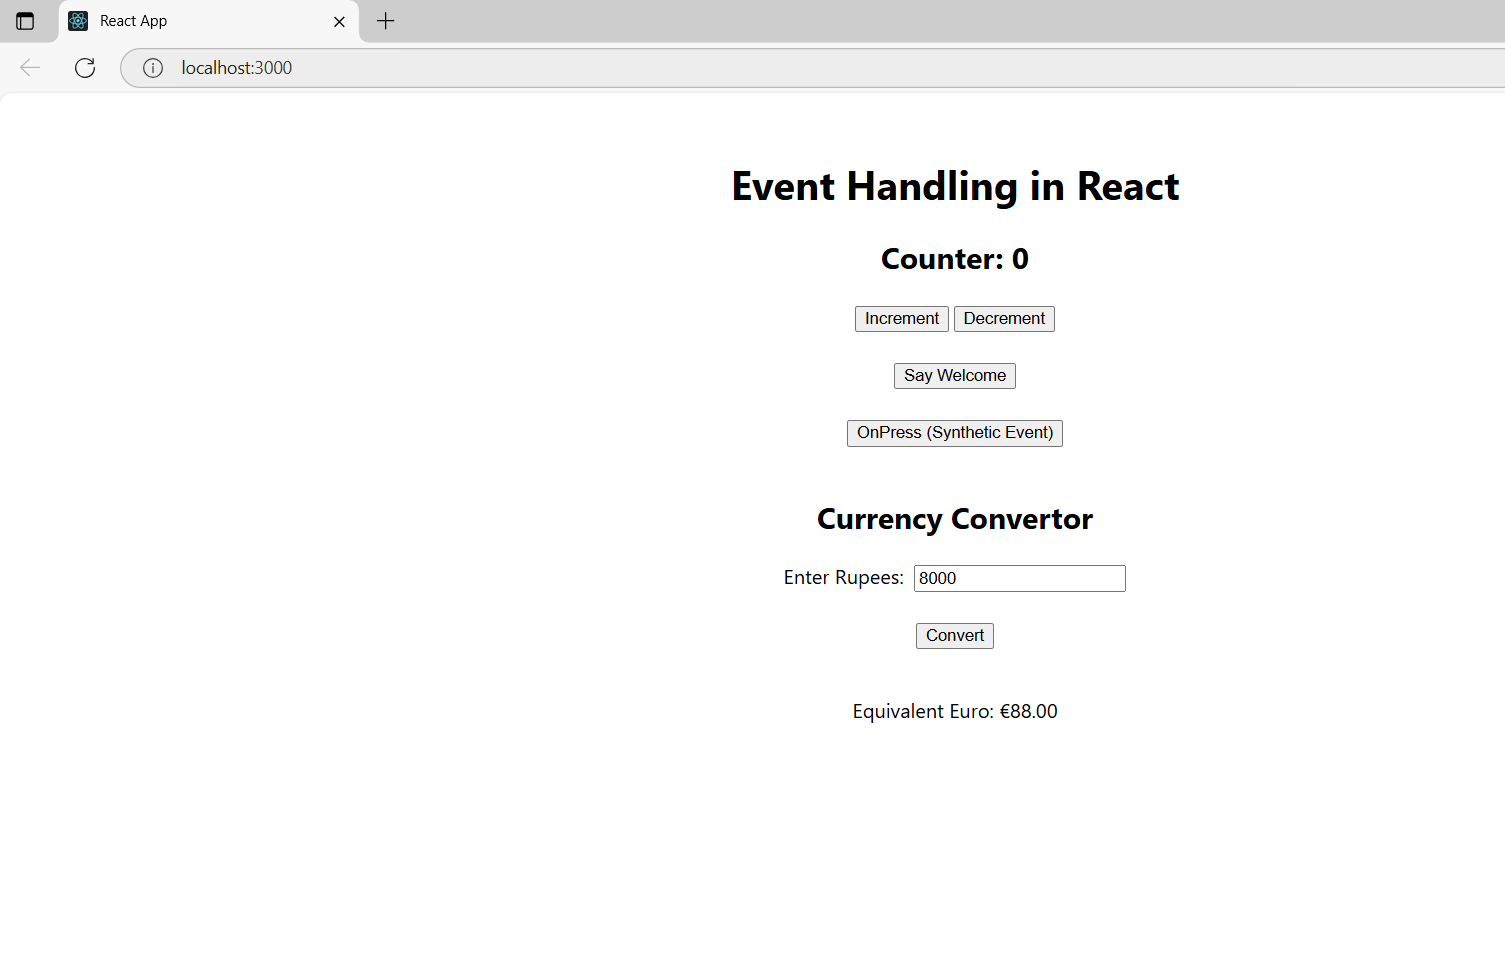 React App
localhost:3000
Event Handling in React
Counter: 0
Increment Decrement
Say Welcome
OnPress (Synthetic Event)
Currency Convertor
Enter Rupees: 8000
Convert
Equivalent Euro: €88.00